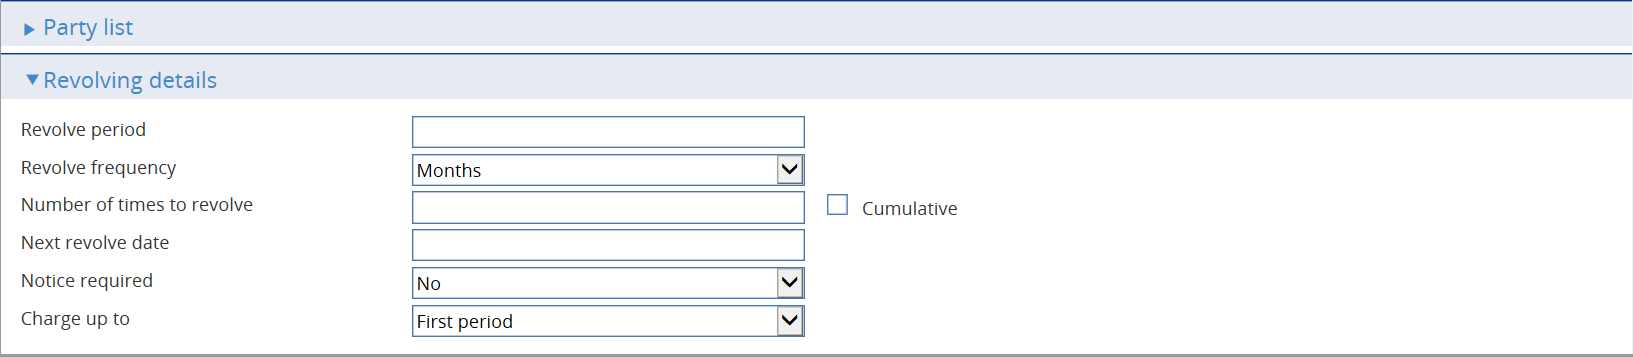 Party list
Revolving details
Revolve period
Revolve frequency Months
Number of times to revolve Cumulative
Next revolve date
Notice required No
Charge up to First period